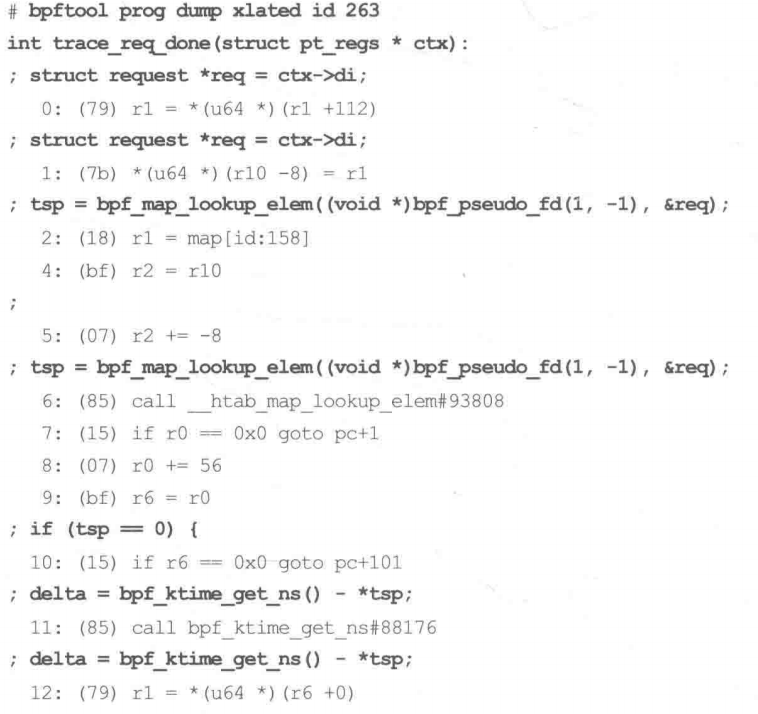 # bpftool prog dump xlated id 263
int trace_req_done(struct pt_regs * ctx):
; struct request *req = ctx->di;
0: (79) r1 = *(u64 *)(r1 +112)
; struct request *req = ctx->di;
1: (7b) *(u64 *)(r10 -8) = r1
; tsp = bpf_map_lookup_elem((void *)bpf_pseudo_fd(1, -1), &req);
2: (18) r1 = map[id:158]
4: (bf) r2 = r10
;
5: (07) r2 += -8
; tsp = bpf_map_lookup_elem((void *)bpf_pseudo_fd(1, -1), &req);
6: (85) call __htab_map_lookup_elem#93808
7: (15) if r0 == 0x0 goto pc+1
8: (07) r0 += 56
9: (bf) r6 = r0
; if (tsp == 0) {
10: (15) if r6 == 0x0 goto pc+101
; delta = bpf_ktime_get_ns() - *tsp;
11: (85) call bpf_ktime_get_ns#88176
; delta = bpf_ktime_get_ns() - *tsp;
12: (79) r1 = *(u64 *)(r6 +0)